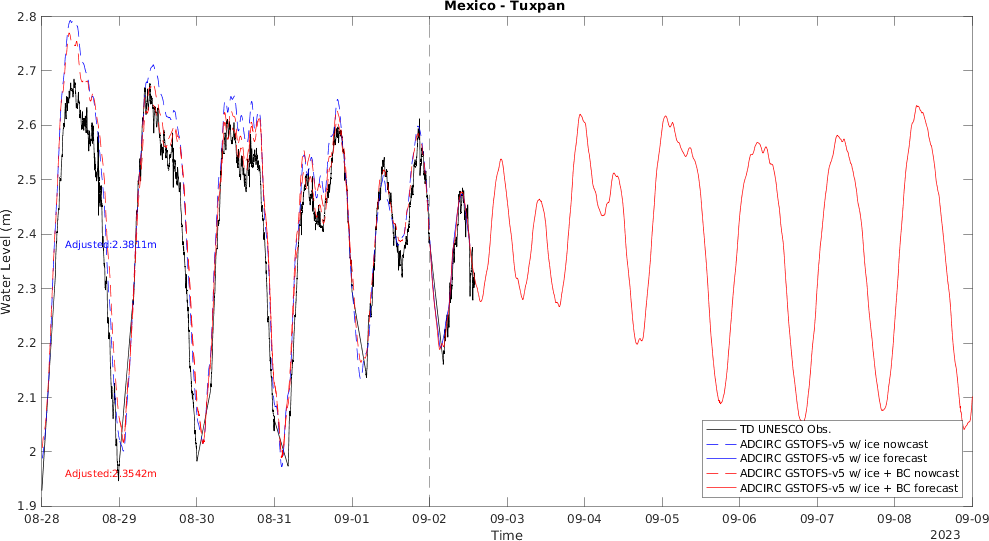 Mexico - Tuxpan
2.8
2.7
2.6
2.5
2.4
2.3
2.2
2.1
2
1.9
Water Level (m)
Adjusted:2.3811m
Adjusted:2.3542m
TD UNESCO Obs.
ADCIRC GSTOFS-v5 w/ ice nowcast
ADCIRC GSTOFS-v5 w/ ice forecast
ADCIRC GSTOFS-v5 w/ ice + BC nowcast
ADCIRC GSTOFS-v5 w/ ice + BC forecast
08-28 08-29 08-30 08-31 09-01 09-02 09-03 09-04 09-05 09-06 09-07 09-08 09-09
Time
2023